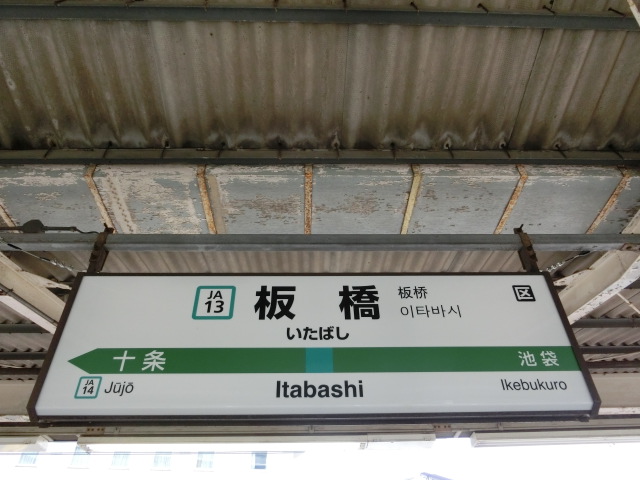 JA
13
板橋
板桥
이타바시
区
いたばし
十条
池袋
JA
14
Jūjō
Itabashi
Ikebukuro